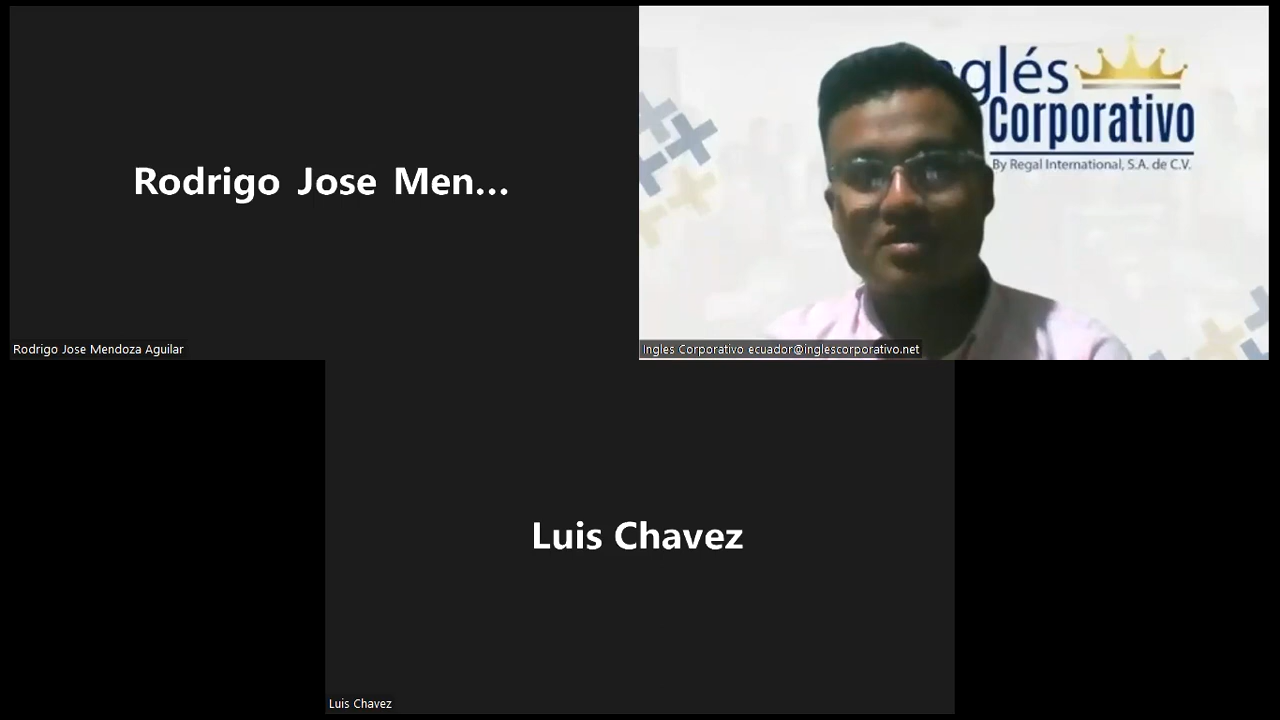 Rodrigo Jose Men...
Rodrigo Jose Mendoza Aguilar
nglés
Corporativo
By Regal International, S.A. de C.V.
Ingles Corporativo ecuador@inglescorporativo.net
Luis Chavez
Luis Chavez